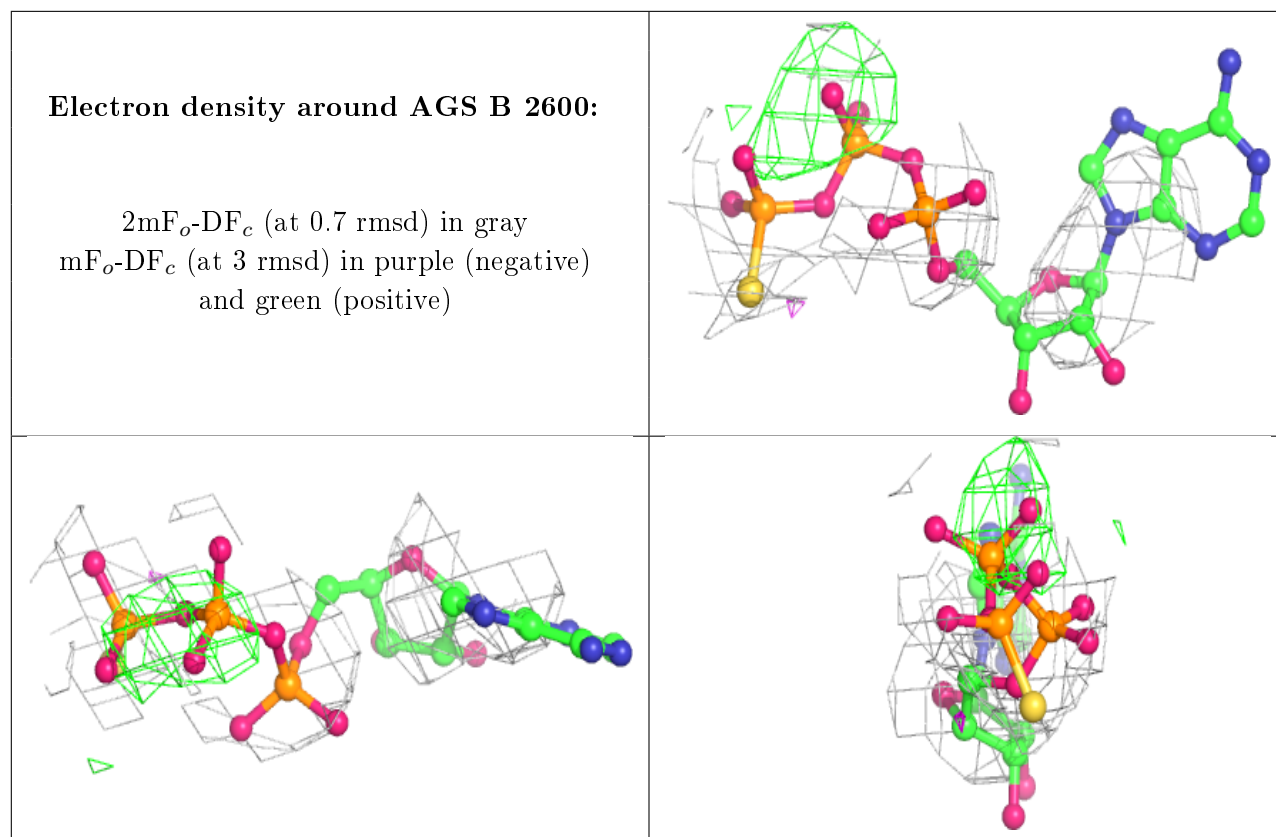 Electron density around AGS B 2600:
2mFo-DFc (at 0.7 rmsd) in gray
mFo-DFc (at 3 rmsd) in purple (negative)
and green (positive)